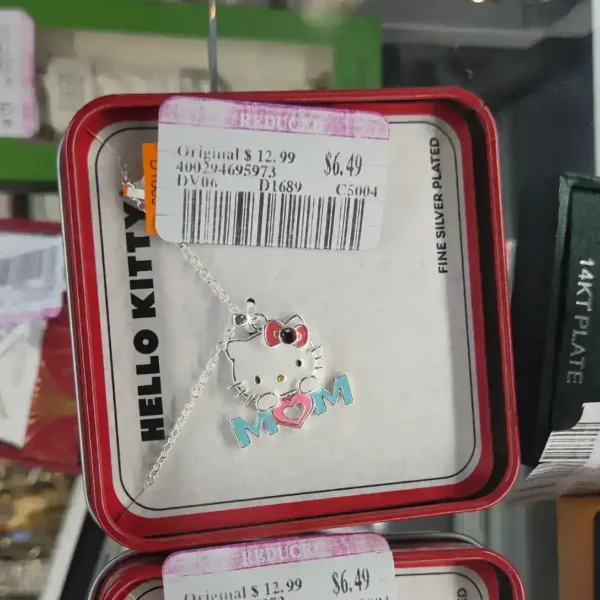 REDUCED
Original $ 12.99 $6.49
400294695973
DV06 D1689 C5004
HELLO KITTY
FINE SILVER PLATED
MOM
14KT PLATE
REDUCED
Original $ 12.99 $6.49